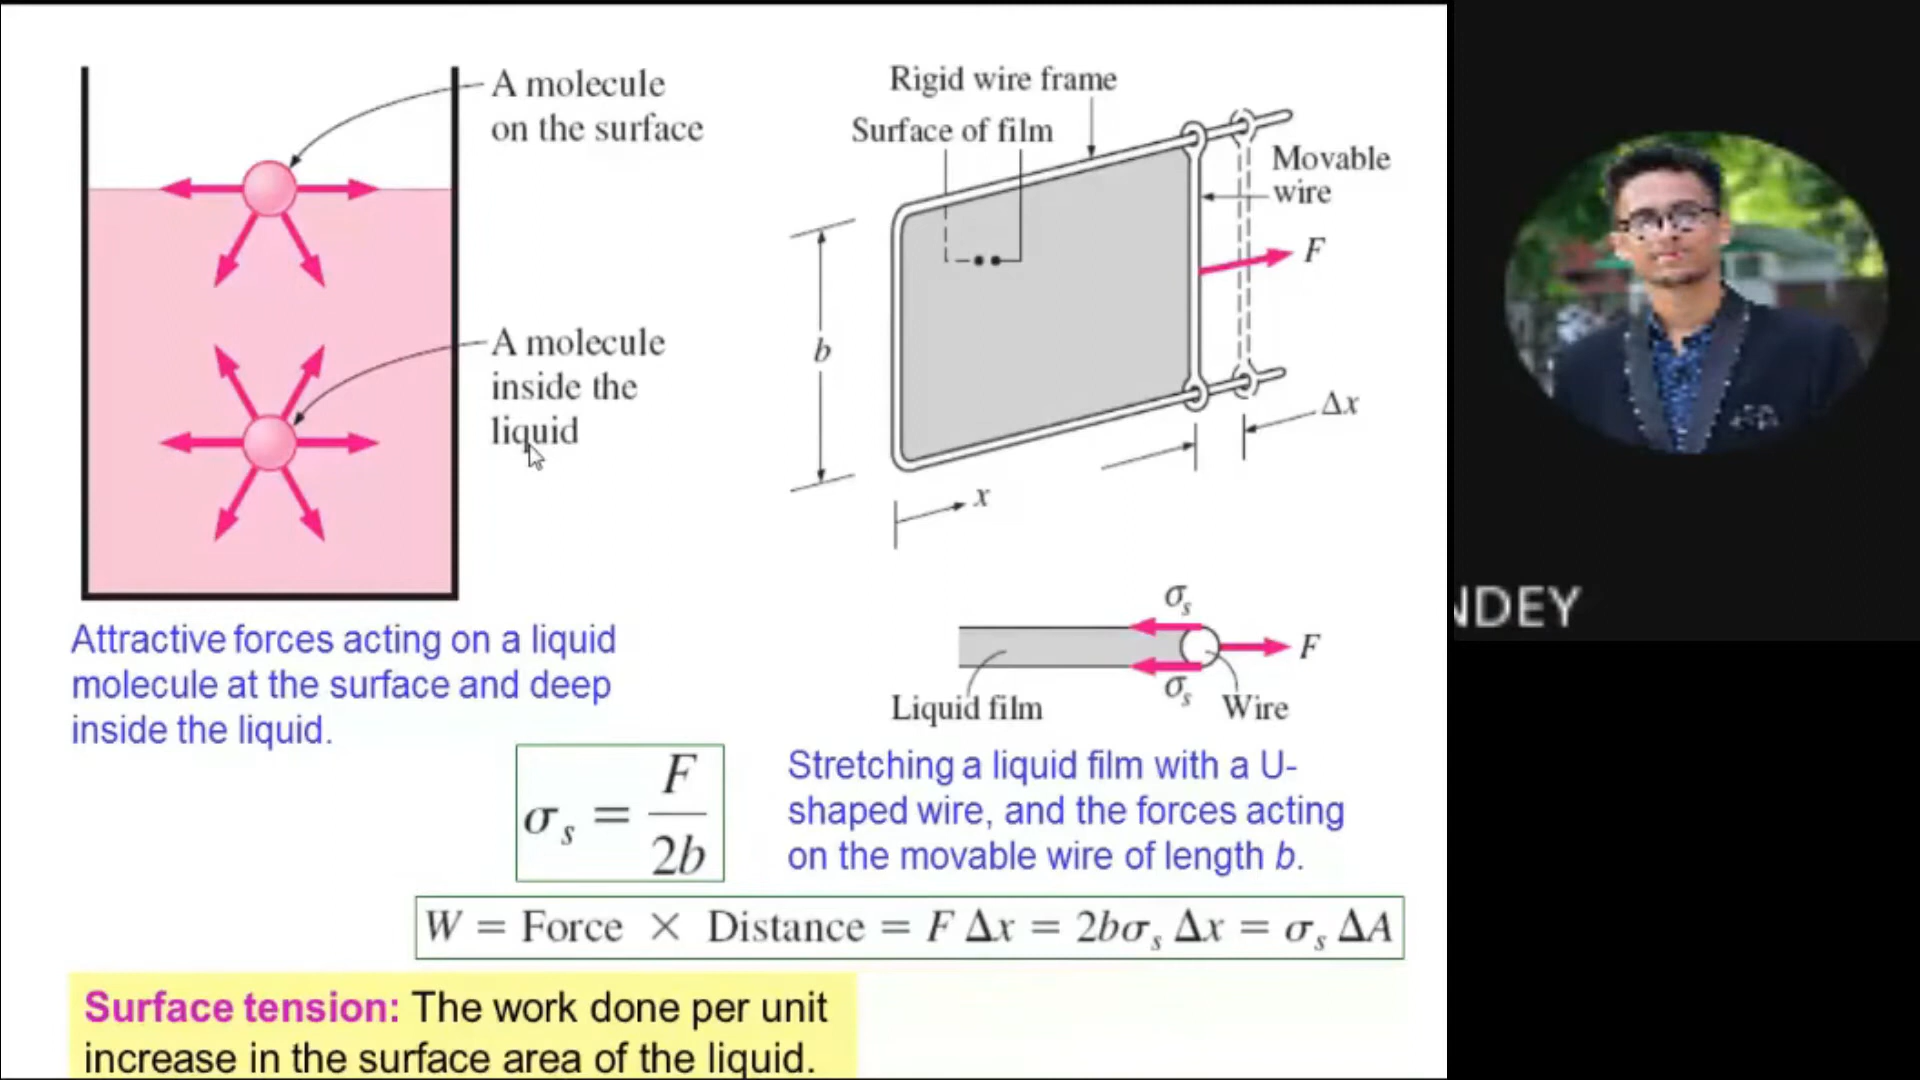 A molecule
on the surface
A molecule
inside the
liquid
Attractive forces acting on a liquid
molecule at the surface and deep
inside the liquid.
Rigid wire frame
Surface of film
Movable
wire
F
b
Δx
x
σₛ
F
σₛ
Liquid film
Wire
Stretching a liquid film with a U-
shaped wire, and the forces acting
on the movable wire of length b.
σₛ = F / 2b
W = Force × Distance = F Δx = 2bσₛ Δx = σₛ ΔA
Surface tension: The work done per unit
increase in the surface area of the liquid.
NDEY